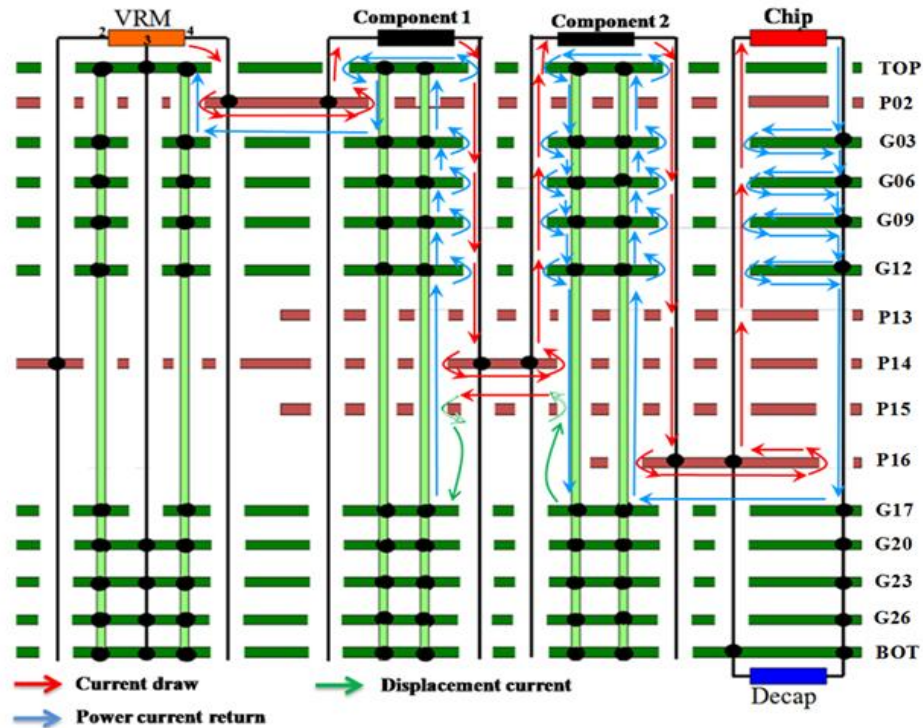 VRM Component 1 Component 2 Chip
2 3 4
TOP
P02
G03
G06
G09
G12
P13
P14
P15
P16
G17
G20
G23
G26
BOT
Current draw Displacement current
Power current return Decap